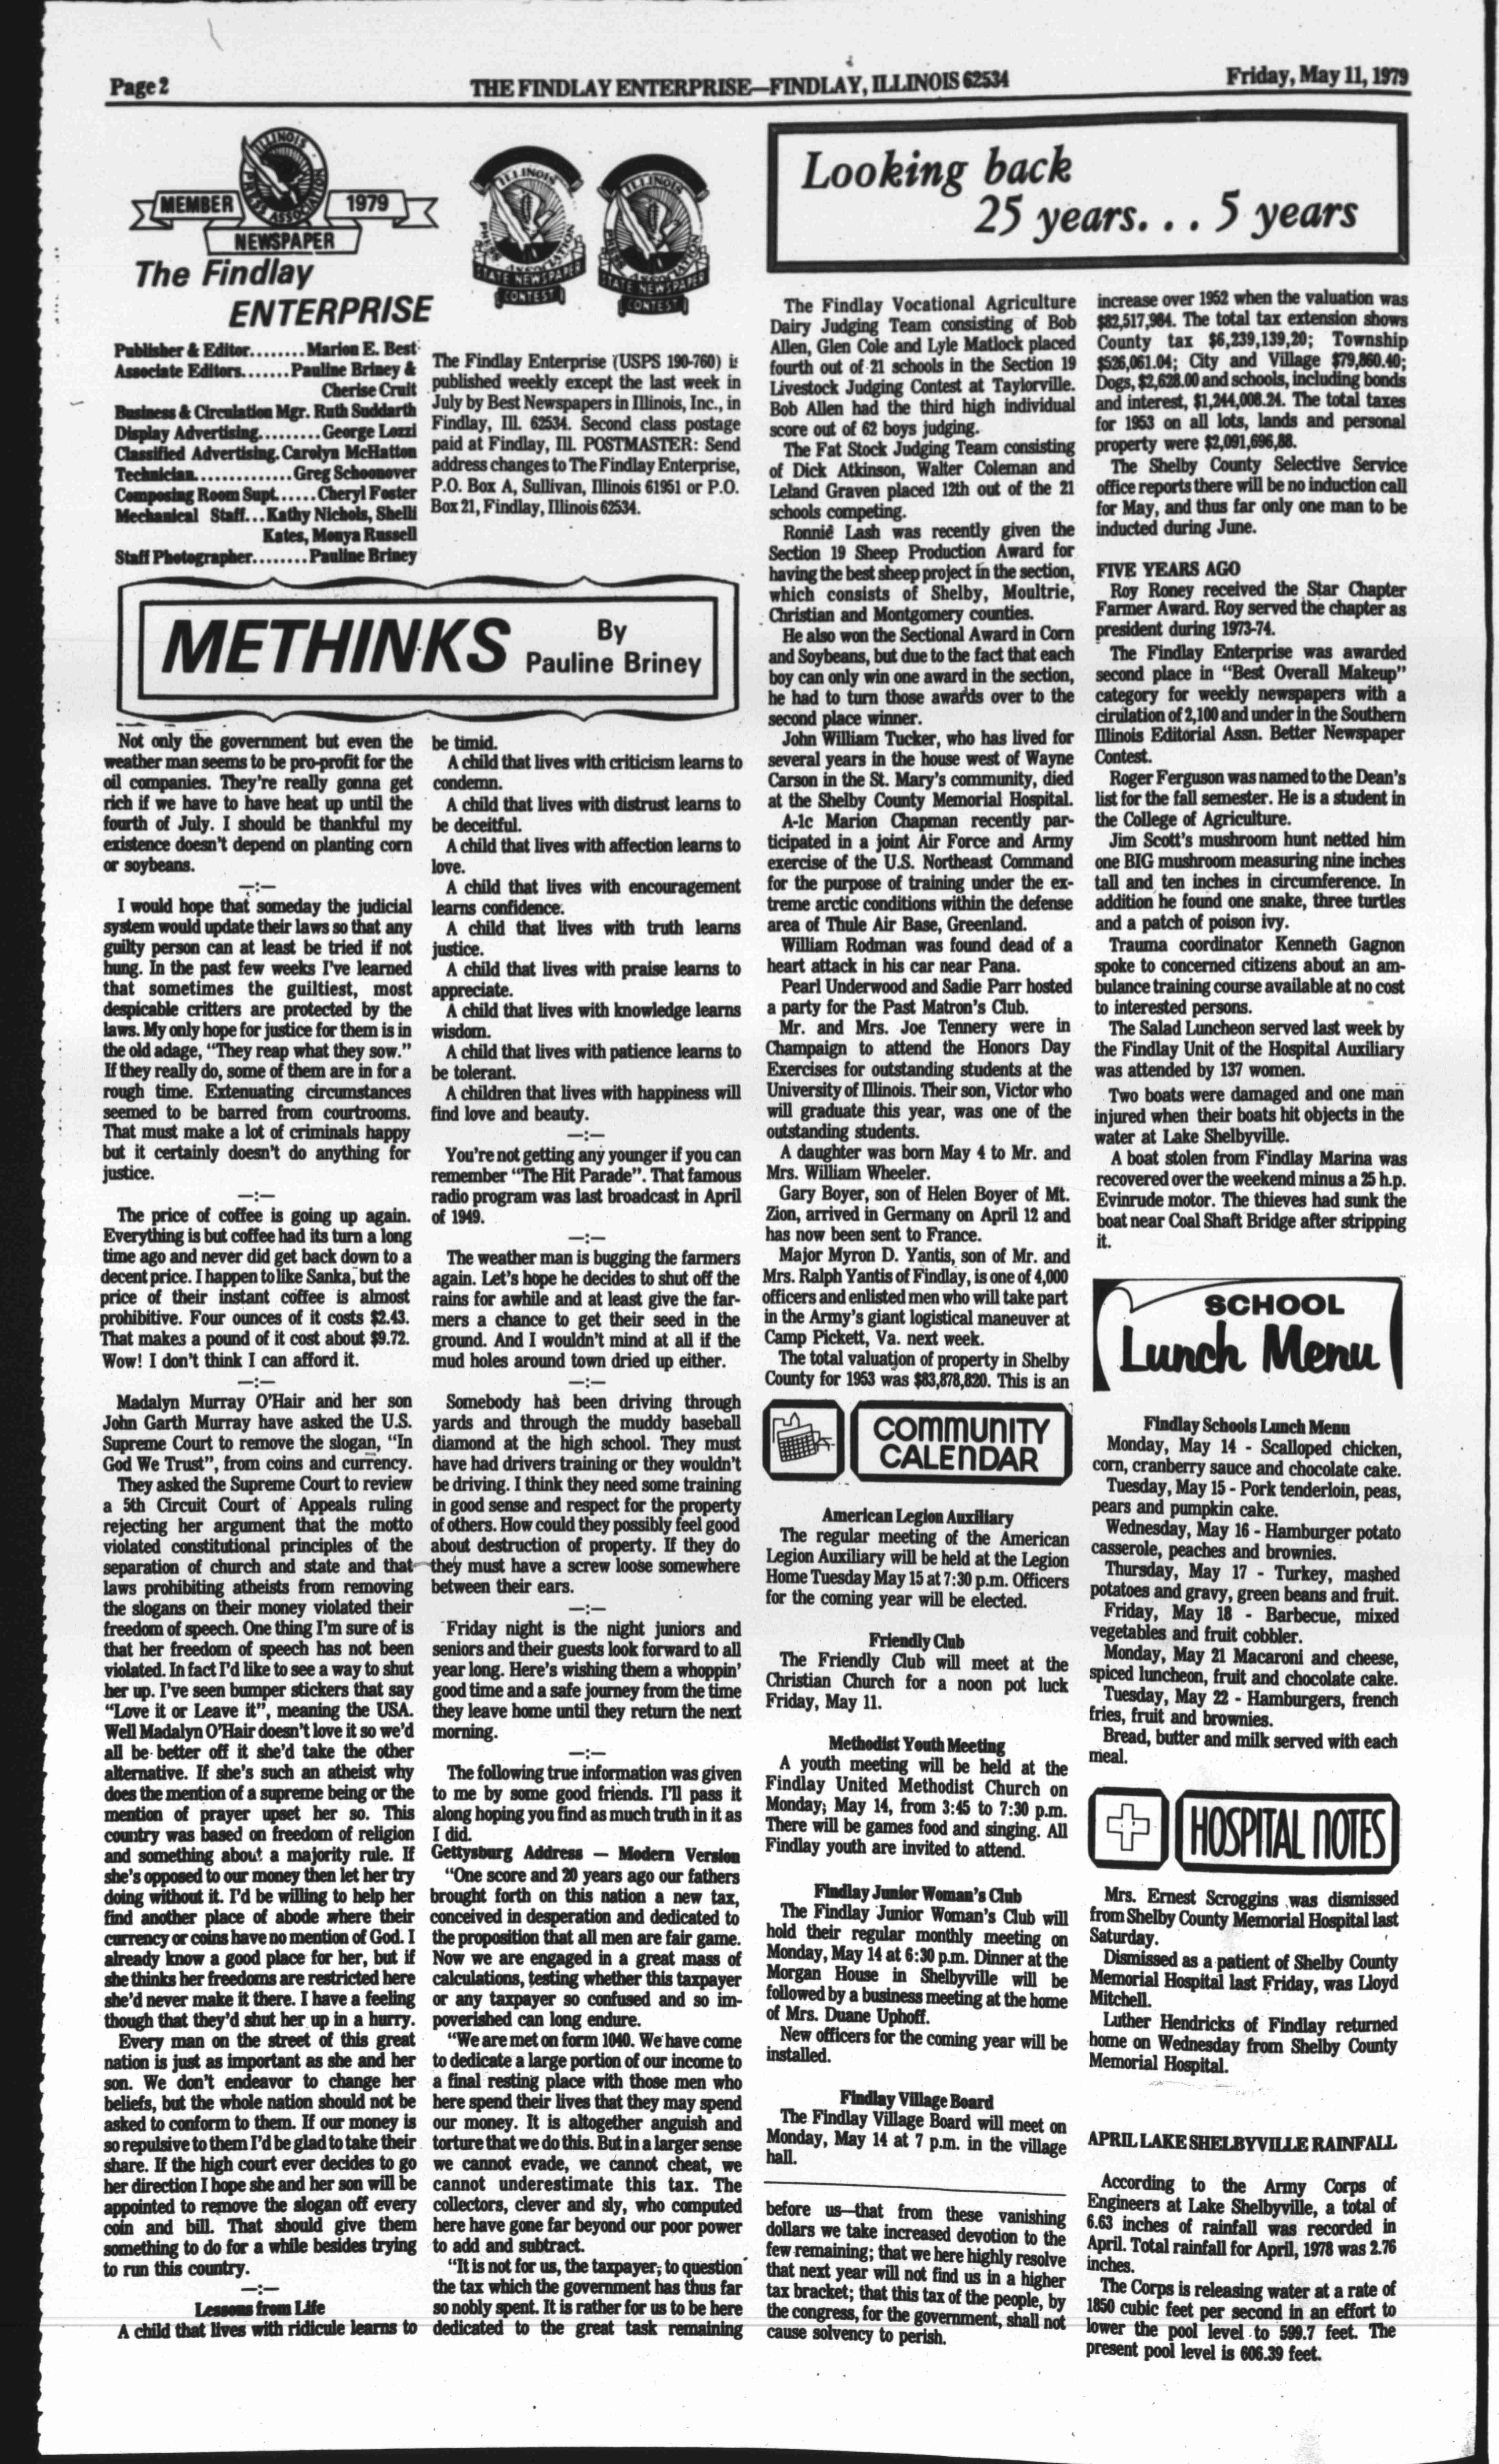 Page 2
THE FINDLAY ENTERPRISE—FINDLAY, ILLINOIS 62534
Friday, May 11, 1979
ILLINOIS
PRESS ASSOCIATION
MEMBER
1979
NEWSPAPER
The Findlay
ENTERPRISE
ILLINOIS
PRESS ASSOCIATION
STATE NEWSPAPER
CONTEST
ILLINOIS
PRESS ASSOCIATION
STATE NEWSPAPER
CONTEST
Publisher & Editor........Marion E. Best
Associate Editors.......Pauline Briney &
Cherise Cruit
Business & Circulation Mgr. Ruth Suddarth
Display Advertising.........George Lozzi
Classified Advertising. Carolyn McHatton
Technician..............Greg Schoonover
Composing Room Supt......Cheryl Foster
Mechanical Staff...Kathy Nichols, Shelli
Kates, Monya Russell
Staff Photographer........Pauline Briney
The Findlay Enterprise (USPS 190-760) is
published weekly except the last week in
July by Best Newspapers in Illinois, Inc., in
Findlay, Ill. 62534. Second class postage
paid at Findlay, Ill. POSTMASTER: Send
address changes to The Findlay Enterprise,
P.O. Box A, Sullivan, Illinois 61951 or P.O.
Box 21, Findlay, Illinois 62534.
METHINKS
By
Pauline Briney
Not only the government but even the
weather man seems to be pro-profit for the
oil companies. They're really gonna get
rich if we have to have heat up until the
fourth of July. I should be thankful my
existence doesn't depend on planting corn
or soybeans.
—:—
I would hope that someday the judicial
system would update their laws so that any
guilty person can at least be tried if not
hung. In the past few weeks I've learned
that sometimes the guiltiest, most
despicable critters are protected by the
laws. My only hope for justice for them is in
the old adage, "They reap what they sow."
If they really do, some of them are in for a
rough time. Extenuating circumstances
seemed to be barred from courtrooms.
That must make a lot of criminals happy
but it certainly doesn't do anything for
justice.
—:—
The price of coffee is going up again.
Everything is but coffee had its turn a long
time ago and never did get back down to a
decent price. I happen to like Sanka, but the
price of their instant coffee is almost
prohibitive. Four ounces of it costs $2.43.
That makes a pound of it cost about $9.72.
Wow! I don't think I can afford it.
—:—
Madalyn Murray O'Hair and her son
John Garth Murray have asked the U.S.
Supreme Court to remove the slogan, "In
God We Trust", from coins and currency.
They asked the Supreme Court to review
a 5th Circuit Court of Appeals ruling
rejecting her argument that the motto
violated constitutional principles of the
separation of church and state and that
laws prohibiting atheists from removing
the slogans on their money violated their
freedom of speech. One thing I'm sure of is
that her freedom of speech has not been
violated. In fact I'd like to see a way to shut
her up. I've seen bumper stickers that say
"Love it or Leave it", meaning the USA.
Well Madalyn O'Hair doesn't love it so we'd
all be better off it she'd take the other
alternative. If she's such an atheist why
does the mention of a supreme being or the
mention of prayer upset her so. This
country was based on freedom of religion
and something about a majority rule. If
she's opposed to our money then let her try
doing without it. I'd be willing to help her
find another place of abode where their
currency or coins have no mention of God. I
already know a good place for her, but if
she thinks her freedoms are restricted here
she'd never make it there. I have a feeling
though that they'd shut her up in a hurry.
Every man on the street of this great
nation is just as important as she and her
son. We don't endeavor to change her
beliefs, but the whole nation should not be
asked to conform to them. If our money is
so repulsive to them I'd be glad to take their
share. If the high court ever decides to go
her direction I hope she and her son will be
appointed to remove the slogan off every
coin and bill. That should give them
something to do for a while besides trying
to run this country.
—:—
Lessons from Life
A child that lives with ridicule learns to
be timid.
A child that lives with criticism learns to
condemn.
A child that lives with distrust learns to
be deceitful.
A child that lives with affection learns to
love.
A child that lives with encouragement
learns confidence.
A child that lives with truth learns
justice.
A child that lives with praise learns to
appreciate.
A child that lives with knowledge learns
wisdom.
A child that lives with patience learns to
be tolerant.
A children that lives with happiness will
find love and beauty.
—:—
You're not getting any younger if you can
remember "The Hit Parade". That famous
radio program was last broadcast in April
of 1949.
—:—
The weather man is bugging the farmers
again. Let's hope he decides to shut off the
rains for awhile and at least give the far-
mers a chance to get their seed in the
ground. And I wouldn't mind at all if the
mud holes around town dried up either.
—:—
Somebody has been driving through
yards and through the muddy baseball
diamond at the high school. They must
have had drivers training or they wouldn't
be driving. I think they need some training
in good sense and respect for the property
of others. How could they possibly feel good
about destruction of property. If they do
they must have a screw loose somewhere
between their ears.
—:—
Friday night is the night juniors and
seniors and their guests look forward to all
year long. Here's wishing them a whoppin'
good time and a safe journey from the time
they leave home until they return the next
morning.
—:—
The following true information was given
to me by some good friends. I'll pass it
along hoping you find as much truth in it as
I did.
Gettysburg Address — Modern Version
"One score and 20 years ago our fathers
brought forth on this nation a new tax,
conceived in desperation and dedicated to
the proposition that all men are fair game.
Now we are engaged in a great mass of
calculations, testing whether this taxpayer
or any taxpayer so confused and so im-
poverished can long endure.
"We are met on form 1040. We have come
to dedicate a large portion of our income to
a final resting place with those men who
here spend their lives that they may spend
our money. It is altogether anguish and
torture that we do this. But in a larger sense
we cannot evade, we cannot cheat, we
cannot underestimate this tax. The
collectors, clever and sly, who computed
here have gone far beyond our poor power
to add and subtract.
"It is not for us, the taxpayer, to question
the tax which the government has thus far
so nobly spent. It is rather for us to be here
dedicated to the great task remaining
Looking back
25 years. . . 5 years
The Findlay Vocational Agriculture
Dairy Judging Team consisting of Bob
Allen, Glen Cole and Lyle Matlock placed
fourth out of 21 schools in the Section 19
Livestock Judging Contest at Taylorville.
Bob Allen had the third high individual
score out of 62 boys judging.
The Fat Stock Judging Team consisting
of Dick Atkinson, Walter Coleman and
Leland Graven placed 12th out of the 21
schools competing.
Ronnie Lash was recently given the
Section 19 Sheep Production Award for
having the best sheep project in the section,
which consists of Shelby, Moultrie,
Christian and Montgomery counties.
He also won the Sectional Award in Corn
and Soybeans, but due to the fact that each
boy can only win one award in the section,
he had to turn those awards over to the
second place winner.
John William Tucker, who has lived for
several years in the house west of Wayne
Carson in the St. Mary's community, died
at the Shelby County Memorial Hospital.
A-1c Marion Chapman recently par-
ticipated in a joint Air Force and Army
exercise of the U.S. Northeast Command
for the purpose of training under the ex-
treme arctic conditions within the defense
area of Thule Air Base, Greenland.
William Rodman was found dead of a
heart attack in his car near Pana.
Pearl Underwood and Sadie Parr hosted
a party for the Past Matron's Club.
Mr. and Mrs. Joe Tennery were in
Champaign to attend the Honors Day
Exercises for outstanding students at the
University of Illinois. Their son, Victor who
will graduate this year, was one of the
outstanding students.
A daughter was born May 4 to Mr. and
Mrs. William Wheeler.
Gary Boyer, son of Helen Boyer of Mt.
Zion, arrived in Germany on April 12 and
has now been sent to France.
Major Myron D. Yantis, son of Mr. and
Mrs. Ralph Yantis of Findlay, is one of 4,000
officers and enlisted men who will take part
in the Army's giant logistical maneuver at
Camp Pickett, Va. next week.
The total valuation of property in Shelby
County for 1953 was $83,878,820. This is an
increase over 1952 when the valuation was
$82,517,984. The total tax extension shows
County tax $6,239,139,20; Township
$526,061.04; City and Village $79,860.40;
Dogs, $2,628.00 and schools, including bonds
and interest, $1,244,008.24. The total taxes
for 1953 on all lots, lands and personal
property were $2,091,696,88.
The Shelby County Selective Service
office reports there will be no induction call
for May, and thus far only one man to be
inducted during June.
FIVE YEARS AGO
Roy Roney received the Star Chapter
Farmer Award. Roy served the chapter as
president during 1973-74.
The Findlay Enterprise was awarded
second place in "Best Overall Makeup"
category for weekly newspapers with a
cirulation of 2,100 and under in the Southern
Illinois Editorial Assn. Better Newspaper
Contest.
Roger Ferguson was named to the Dean's
list for the fall semester. He is a student in
the College of Agriculture.
Jim Scott's mushroom hunt netted him
one BIG mushroom measuring nine inches
tall and ten inches in circumference. In
addition he found one snake, three turtles
and a patch of poison ivy.
Trauma coordinator Kenneth Gagnon
spoke to concerned citizens about an am-
bulance training course available at no cost
to interested persons.
The Salad Luncheon served last week by
the Findlay Unit of the Hospital Auxiliary
was attended by 137 women.
Two boats were damaged and one man
injured when their boats hit objects in the
water at Lake Shelbyville.
A boat stolen from Findlay Marina was
recovered over the weekend minus a 25 h.p.
Evinrude motor. The thieves had sunk the
boat near Coal Shaft Bridge after stripping
it.
COMMUNITY
CALENDAR
American Legion Auxiliary
The regular meeting of the American
Legion Auxiliary will be held at the Legion
Home Tuesday May 15 at 7:30 p.m. Officers
for the coming year will be elected.
Friendly Club
The Friendly Club will meet at the
Christian Church for a noon pot luck
Friday, May 11.
Methodist Youth Meeting
A youth meeting will be held at the
Findlay United Methodist Church on
Monday, May 14, from 3:45 to 7:30 p.m.
There will be games food and singing. All
Findlay youth are invited to attend.
Findlay Junior Woman's Club
The Findlay Junior Woman's Club will
hold their regular monthly meeting on
Monday, May 14 at 6:30 p.m. Dinner at the
Morgan House in Shelbyville will be
followed by a business meeting at the home
of Mrs. Duane Uphoff.
New officers for the coming year will be
installed.
Findlay Village Board
The Findlay Village Board will meet on
Monday, May 14 at 7 p.m. in the village
hall.
before us—that from these vanishing
dollars we take increased devotion to the
few remaining; that we here highly resolve
that next year will not find us in a higher
tax bracket; that this tax of the people, by
the congress, for the government, shall not
cause solvency to perish.
SCHOOL
Lunch Menu
Findlay Schools Lunch Menu
Monday, May 14 - Scalloped chicken,
corn, cranberry sauce and chocolate cake.
Tuesday, May 15 - Pork tenderloin, peas,
pears and pumpkin cake.
Wednesday, May 16 - Hamburger potato
casserole, peaches and brownies.
Thursday, May 17 - Turkey, mashed
potatoes and gravy, green beans and fruit.
Friday, May 18 - Barbecue, mixed
vegetables and fruit cobbler.
Monday, May 21 Macaroni and cheese,
spiced luncheon, fruit and chocolate cake.
Tuesday, May 22 - Hamburgers, french
fries, fruit and brownies.
Bread, butter and milk served with each
meal.
HOSPITAL NOTES
Mrs. Ernest Scroggins was dismissed
from Shelby County Memorial Hospital last
Saturday.
Dismissed as a patient of Shelby County
Memorial Hospital last Friday, was Lloyd
Mitchell.
Luther Hendricks of Findlay returned
home on Wednesday from Shelby County
Memorial Hospital.
APRIL LAKE SHELBYVILLE RAINFALL
According to the Army Corps of
Engineers at Lake Shelbyville, a total of
6.63 inches of rainfall was recorded in
April. Total rainfall for April, 1978 was 2.76
inches.
The Corps is releasing water at a rate of
1850 cubic feet per second in an effort to
lower the pool level to 599.7 feet. The
present pool level is 606.39 feet.